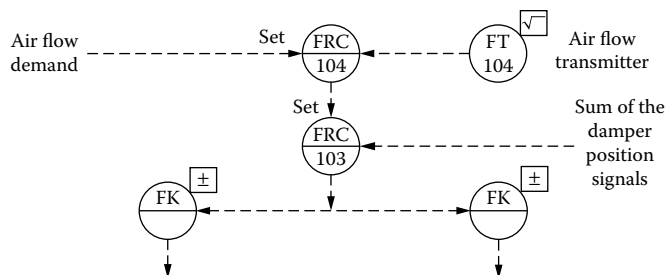 Air flow
demand
Set
FRC
104
FT
104
√
Air flow
transmitter
Set
FRC
103
Sum of the
damper
position
signals
FK
±
FK
±